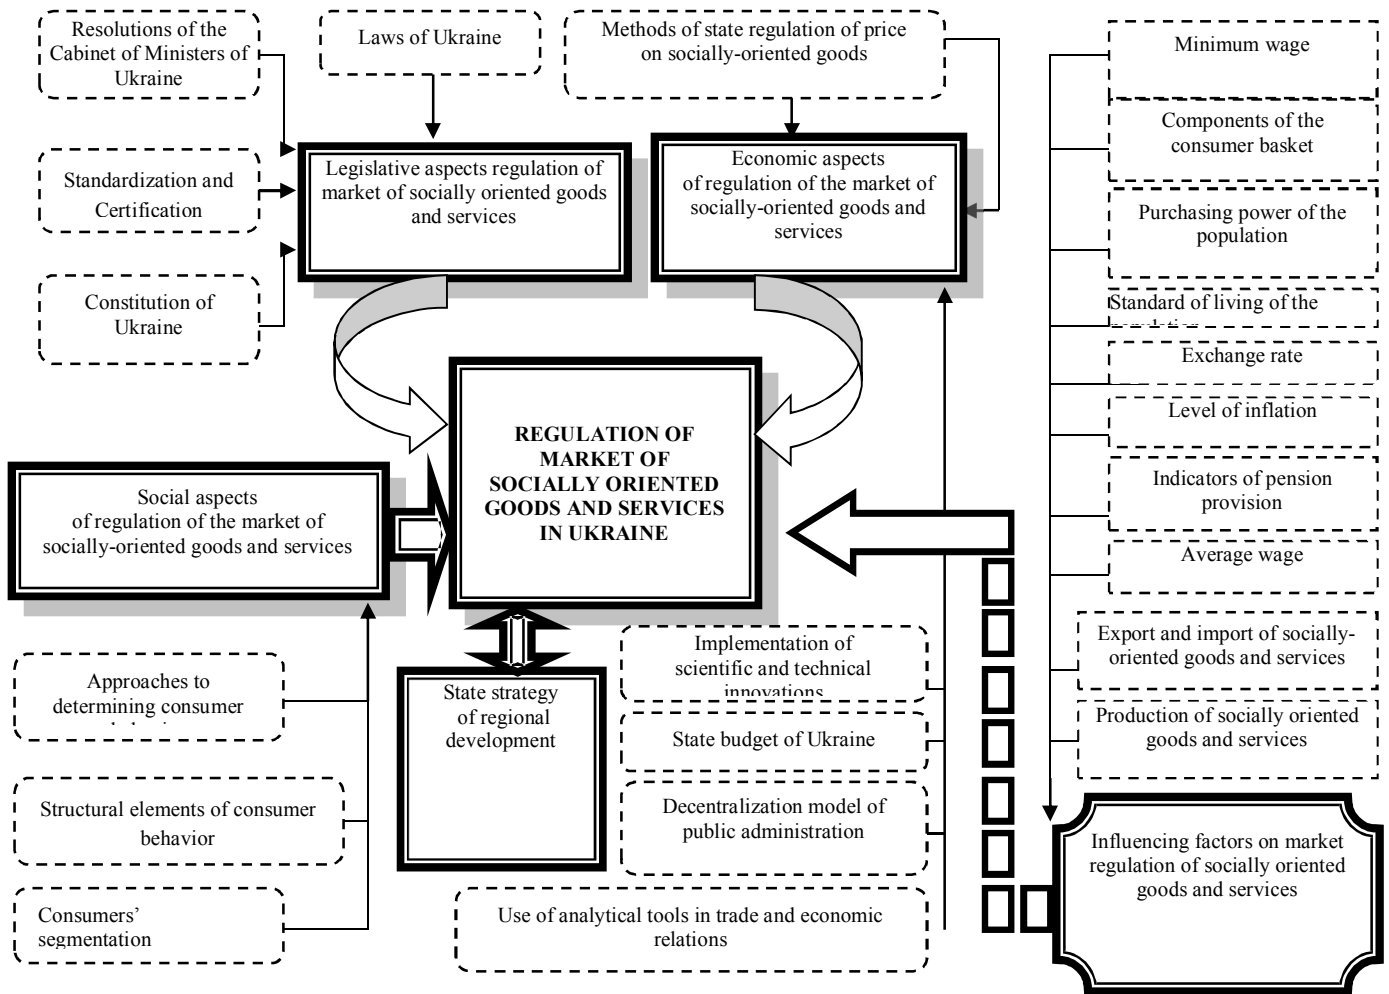 Resolutions of the
Cabinet of Ministers of
Ukraine
Laws of Ukraine
Methods of state regulation of price
on socially-oriented goods
Minimum wage
Components of the
consumer basket
Purchasing power of the
population
Standard of living of the
Exchange rate
Level of inflation
Indicators of pension
provision
Average wage
Export and import of socially-
oriented goods and services
Production of socially oriented
goods and services
Influencing factors on market
regulation of socially oriented
goods and services
Standardization and
Certification
Constitution of
Ukraine
Legislative aspects regulation of
market of socially oriented goods
and services
Economic aspects
of regulation of the market of
socially-oriented goods and
services
REGULATION OF
MARKET OF
SOCIALLY ORIENTED
GOODS AND SERVICES
IN UKRAINE
Social aspects
of regulation of the market of
socially-oriented goods and services
Approaches to
determining consumer
Structural elements of consumer
behavior
Consumers’
segmentation
State strategy
of regional
development
Implementation of
scientific and technical
innovations
State budget of Ukraine
Decentralization model of
public administration
Use of analytical tools in trade and economic
relations